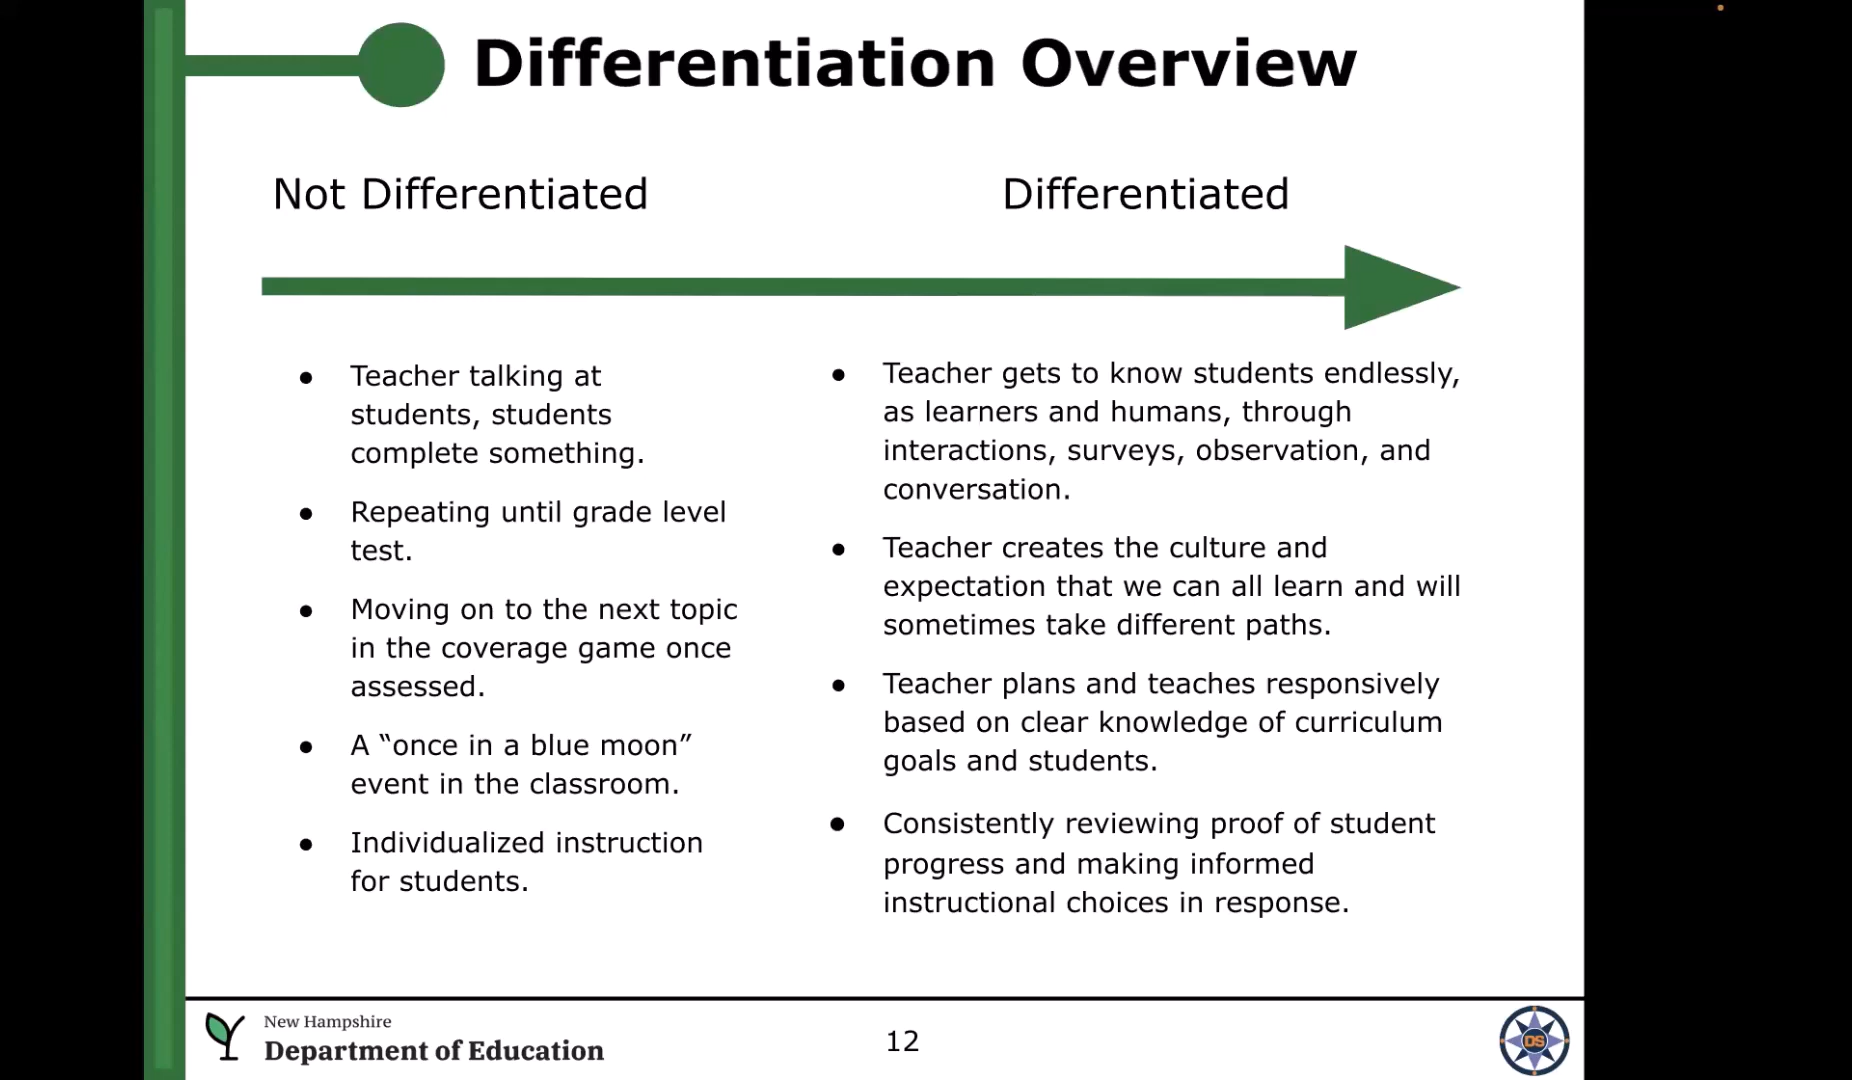 Differentiation Overview
Not Differentiated
Differentiated
● Teacher talking at
students, students
complete something.
● Repeating until grade level
test.
● Moving on to the next topic
in the coverage game once
assessed.
● A “once in a blue moon”
event in the classroom.
● Individualized instruction
for students.
● Teacher gets to know students endlessly,
as learners and humans, through
interactions, surveys, observation, and
conversation.
● Teacher creates the culture and
expectation that we can all learn and will
sometimes take different paths.
● Teacher plans and teaches responsively
based on clear knowledge of curriculum
goals and students.
● Consistently reviewing proof of student
progress and making informed
instructional choices in response.
New Hampshire
Department of Education
12
DS